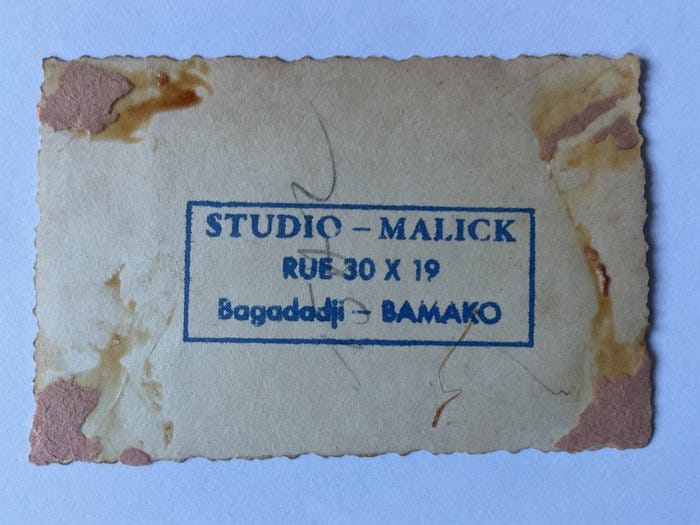 STUDIO – MALICK
RUE 30 X 19
Bagadadji – BAMAKO